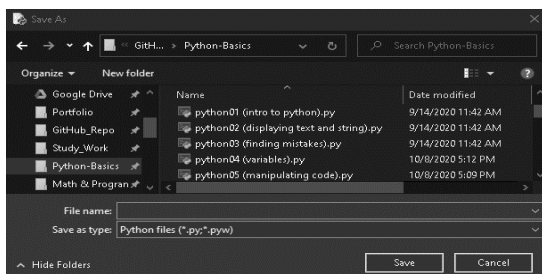 Save As
« GitH... > Python-Basics
Search Python-Basics
Organize
New folder
Google Drive
Portfolio
GitHub_Repo
Study_Work
Python-Basics
Math & Progran
Name
Date modified
python01 (intro to python).py
9/14/2020 11:42 AM
python02 (displaying text and string).py
9/14/2020 11:42 AM
python03 (finding mistakes).py
9/14/2020 11:42 AM
python04 (variables).py
10/8/2020 5:12 PM
python05 (manipulating code).py
10/8/2020 5:09 PM
File name:
Save as type: Python files (*.py;*.pyw)
Hide Folders
Save
Cancel